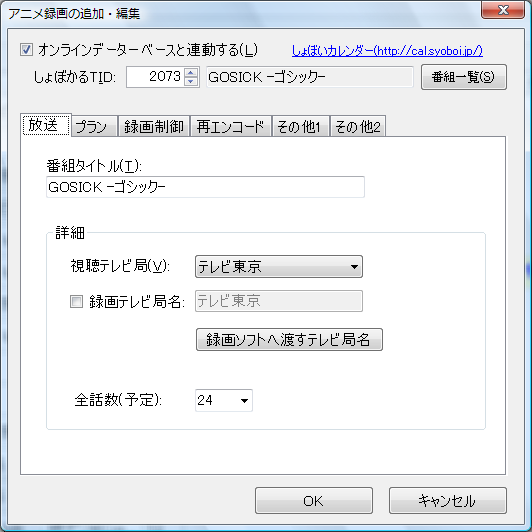 アニメ録画の追加・編集
オンラインデーターベースと連動する(L) しょぼいカレンダー(http://cal.syoboi.jp/)
しょぼかるTID: 2073 GOSICK -ゴシック- 番組一覧(S)
放送 プラン 録画制御 再エンコード その他1 その他2
番組タイトル(T):
GOSICK -ゴシック-
詳細
視聴テレビ局(V): テレビ東京
録画テレビ局名: テレビ東京
録画ソフトへ渡すテレビ局名
全話数(予定): 24
OK キャンセル